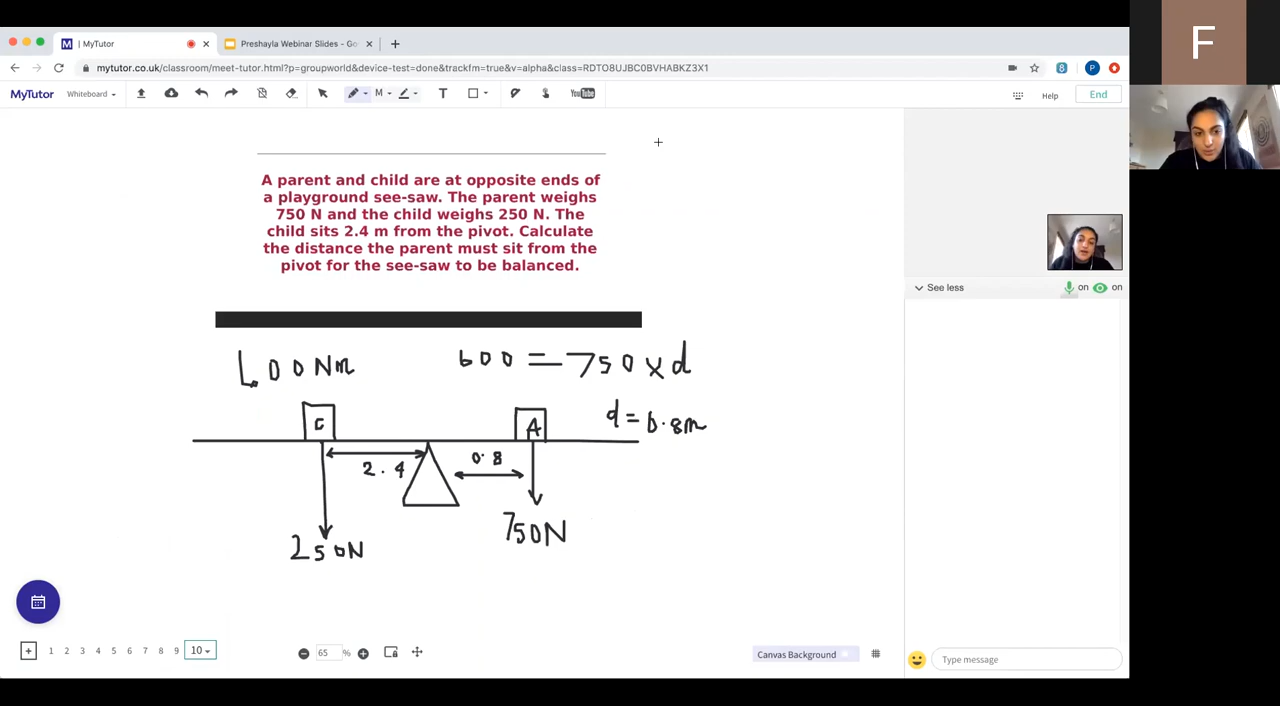 M | MyTutor
Preshayla Webinar Slides - Go
mytutor.co.uk/classroom/meet-tutor.html?p=groupworld&device-test=done&trackfm=true&v=alpha&class=RDTO8UJBC0BVHABKZ3X1
8
P
MyTutor
Whiteboard
M
T
YouTube
Help
End
F
A parent and child are at opposite ends of
a playground see-saw. The parent weighs
750 N and the child weighs 250 N. The
child sits 2.4 m from the pivot. Calculate
the distance the parent must sit from the
pivot for the see-saw to be balanced.
600Nm
600 = 750 x d
d = 0.8m
C
A
2.4
0.8
250N
750N
See less
on
on
1 2 3 4 5 6 7 8 9 10
65 %
Canvas Background
Type message